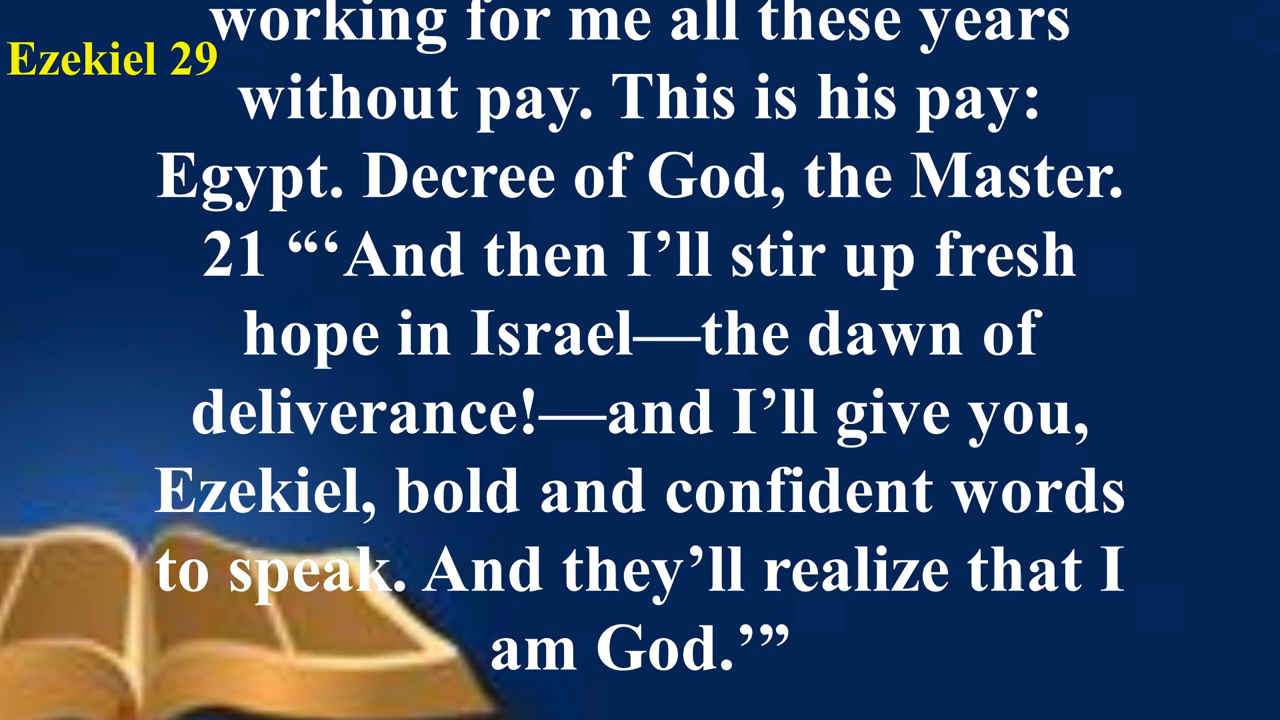 working for me all these years
Ezekiel 29
without pay. This is his pay:
Egypt. Decree of God, the Master.
21 “‘And then I’ll stir up fresh
hope in Israel—the dawn of
deliverance!—and I’ll give you,
Ezekiel, bold and confident words
to speak. And they’ll realize that I
am God.’”